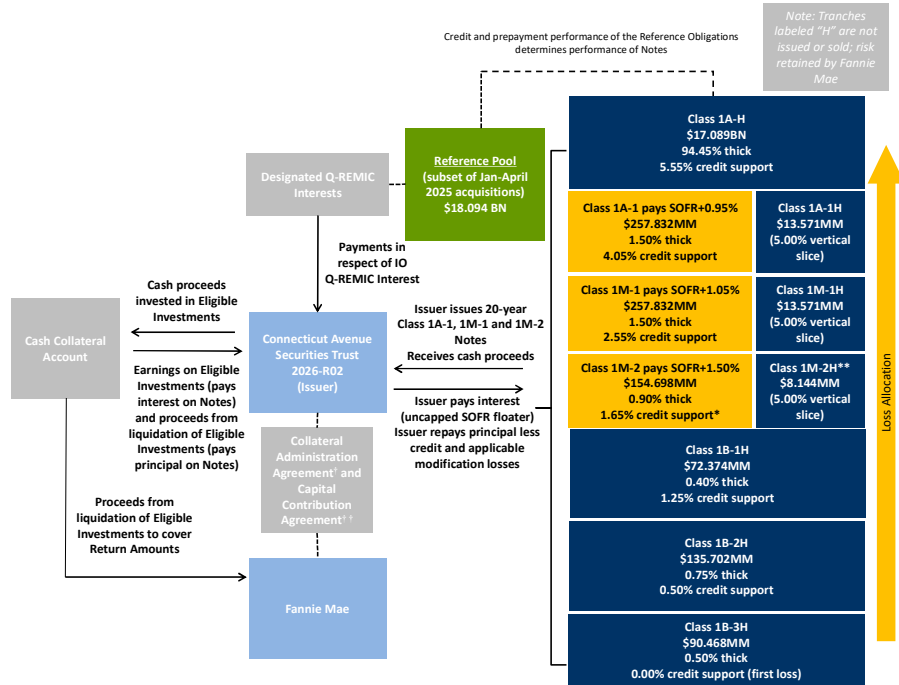 Credit and prepayment performance of the Reference Obligations
determines performance of Notes
Note: Tranches
labeled "H" are not
issued or sold; risk
retained by Fannie
Mae
Designated Q-REMIC
Interests
Reference Pool
(subset of Jan-April
2025 acquisitions)
$18.094 BN
Payments in
respect of IO
Q-REMIC Interest
Cash proceeds
invested in Eligible
Investments
Cash Collateral
Account
Earnings on Eligible
Investments (pays
interest on Notes)
and proceeds from
liquidation of Eligible
Investments (pays
principal on Notes)
Connecticut Avenue
Securities Trust
2026-R02
(Issuer)
Issuer issues 20-year
Class 1A-1, 1M-1 and 1M-2
Notes
Receives cash proceeds
Issuer pays interest
(uncapped SOFR floater)
Issuer repays principal less
credit and applicable
modification losses
Collateral
Administration
Agreement† and
Capital
Contribution
Agreement††
Proceeds from
liquidation of Eligible
Investments to cover
Return Amounts
Fannie Mae
Class 1A-H
$17.089BN
94.45% thick
5.55% credit support
Class 1A-1 pays SOFR+0.95%
$257.832MM
1.50% thick
4.05% credit support
Class 1A-1H
$13.571MM
(5.00% vertical
slice)
Class 1M-1 pays SOFR+1.05%
$257.832MM
1.50% thick
2.55% credit support
Class 1M-1H
$13.571MM
(5.00% vertical
slice)
Class 1M-2 pays SOFR+1.50%
$154.698MM
0.90% thick
1.65% credit support*
Class 1M-2H**
$8.144MM
(5.00% vertical
slice)
Class 1B-1H
$72.374MM
0.40% thick
1.25% credit support
Class 1B-2H
$135.702MM
0.75% thick
0.50% credit support
Class 1B-3H
$90.468MM
0.50% thick
0.00% credit support (first loss)
Loss Allocation